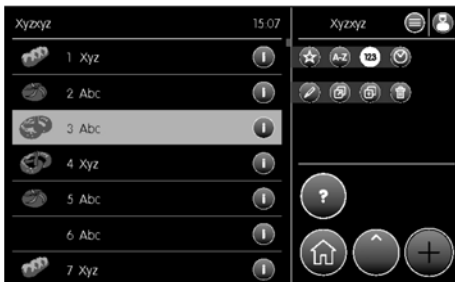 Xyzxyz 15:07 Xyzxyz
1 Xyz i
A-Z 123
2 Abc i
3 Abc i
4 Xyz i
5 Abc i
?
6 Abc i
7 Xyz i